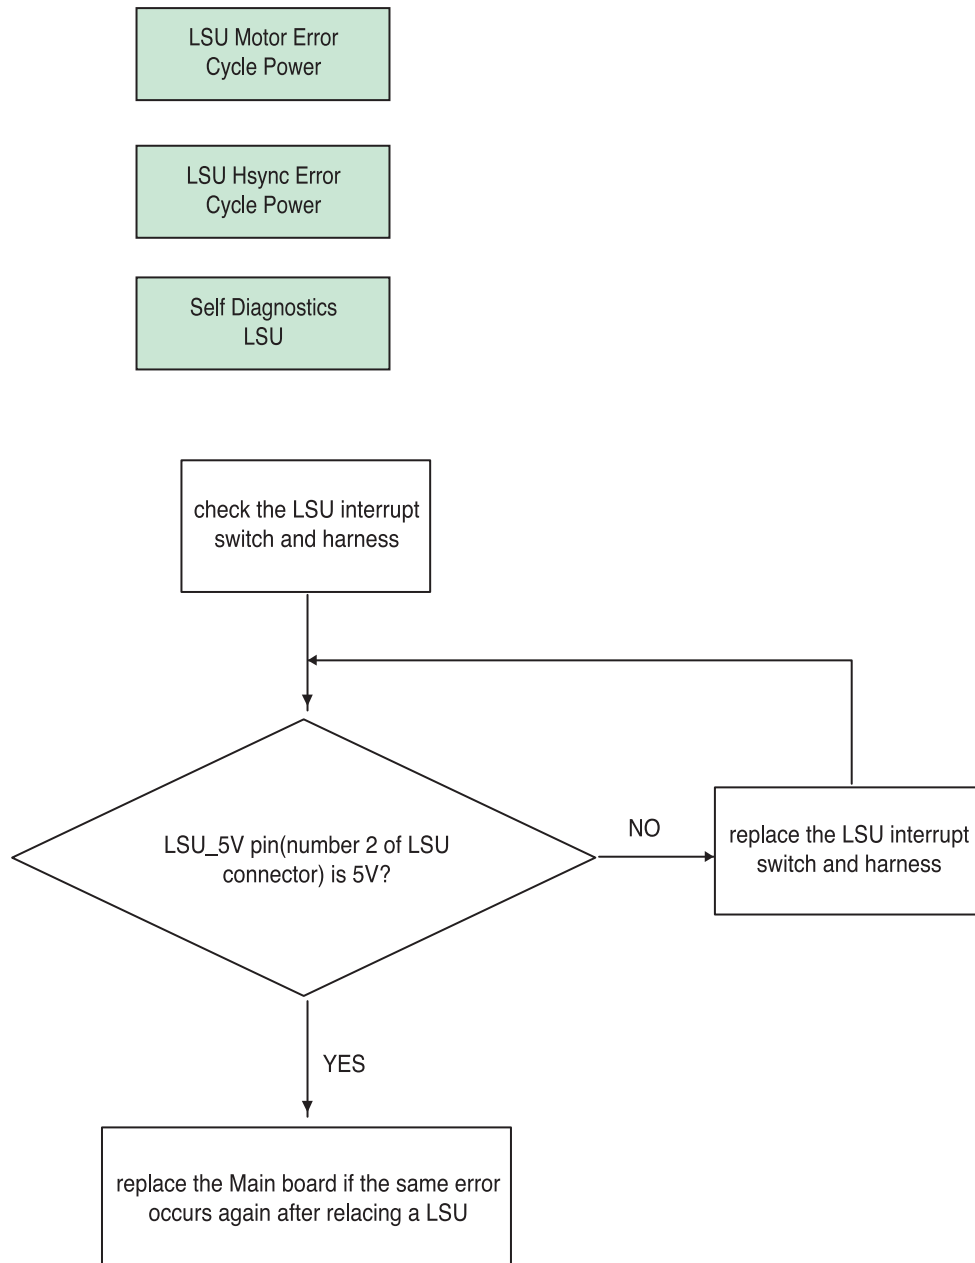 LSU Motor Error
Cycle Power
LSU Hsync Error
Cycle Power
Self Diagnostics
LSU
check the LSU interrupt
switch and harness
LSU_5V pin(number 2 of LSU
connector) is 5V?
NO
replace the LSU interrupt
switch and harness
YES
replace the Main board if the same error
occurs again after relacing a LSU